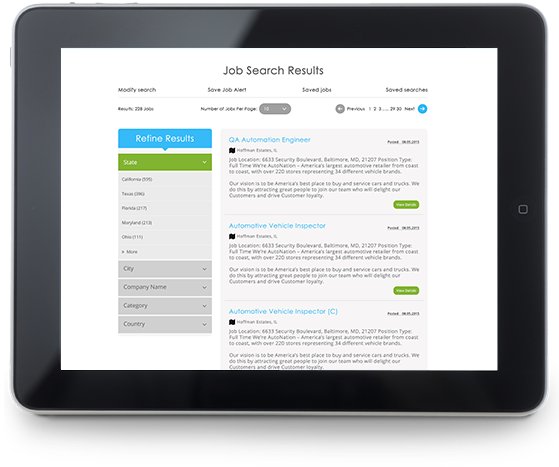 Job Search Results
Modify search Save Job Alert Saved jobs Saved searches
Results: 228 Jobs Number of Jobs Per Page: 10 Previous 1 2 3 .... 29 30 Next
Refine Results
State
California (595)
Texas (386)
Florida (217)
Maryland (213)
Ohio (111)
More
City
Company Name
Category
Country
QA Automation Engineer Posted : 08.05.2015
Hoffman Estates, IL
Job Location: 6633 Security Boulevard, Baltimore, MD, 21207 Position Type:
Full Time We're AutoNation – America's largest automotive retailer from coast
to coast, with over 220 stores representing 34 different vehicle brands.
Our vision is to be America's best place to buy and service cars and trucks. We
do this by attracting great people to join our team who will delight our
Customers and drive Customer loyalty.
View Details
Automotive Vehicle Inspector Posted : 08.05.2015
Hoffman Estates, IL
Job Location: 6633 Security Boulevard, Baltimore, MD, 21207 Position Type:
Full Time We're AutoNation – America's largest automotive retailer from coast
to coast, with over 220 stores representing 34 different vehicle brands.
Our vision is to be America's best place to buy and service cars and trucks. We
do this by attracting great people to join our team who will delight our
Customers and drive Customer loyalty.
View Details
Automotive Vehicle Inspector (C) Posted : 08.05.2015
Hoffman Estates, IL
Job Location: 6633 Security Boulevard, Baltimore, MD, 21207 Position Type:
Full Time We're AutoNation – America's largest automotive retailer from coast
to coast, with over 220 stores representing 34 different vehicle brands.
Our vision is to be America's best place to buy and service cars and trucks. We
do this by attracting great people to join our team who will delight our
Customers and drive Customer loyalty.